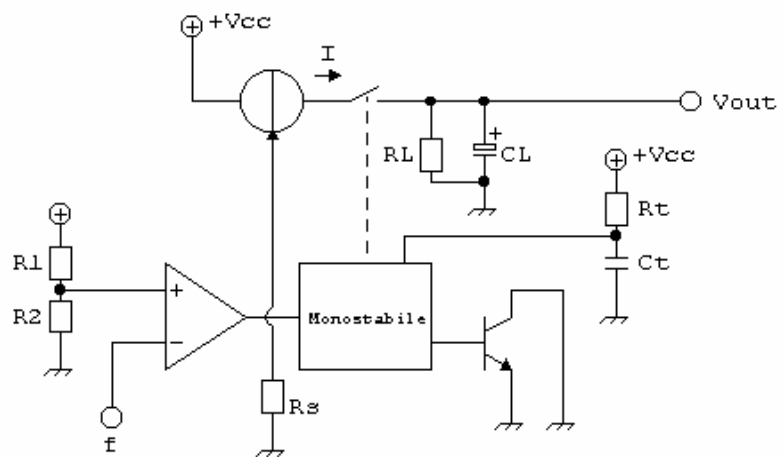 +Vcc
I
Vout
RL
+
CL
+Vcc
Rt
Ct
R1
R2
+
−
Monostabile
Rs
f